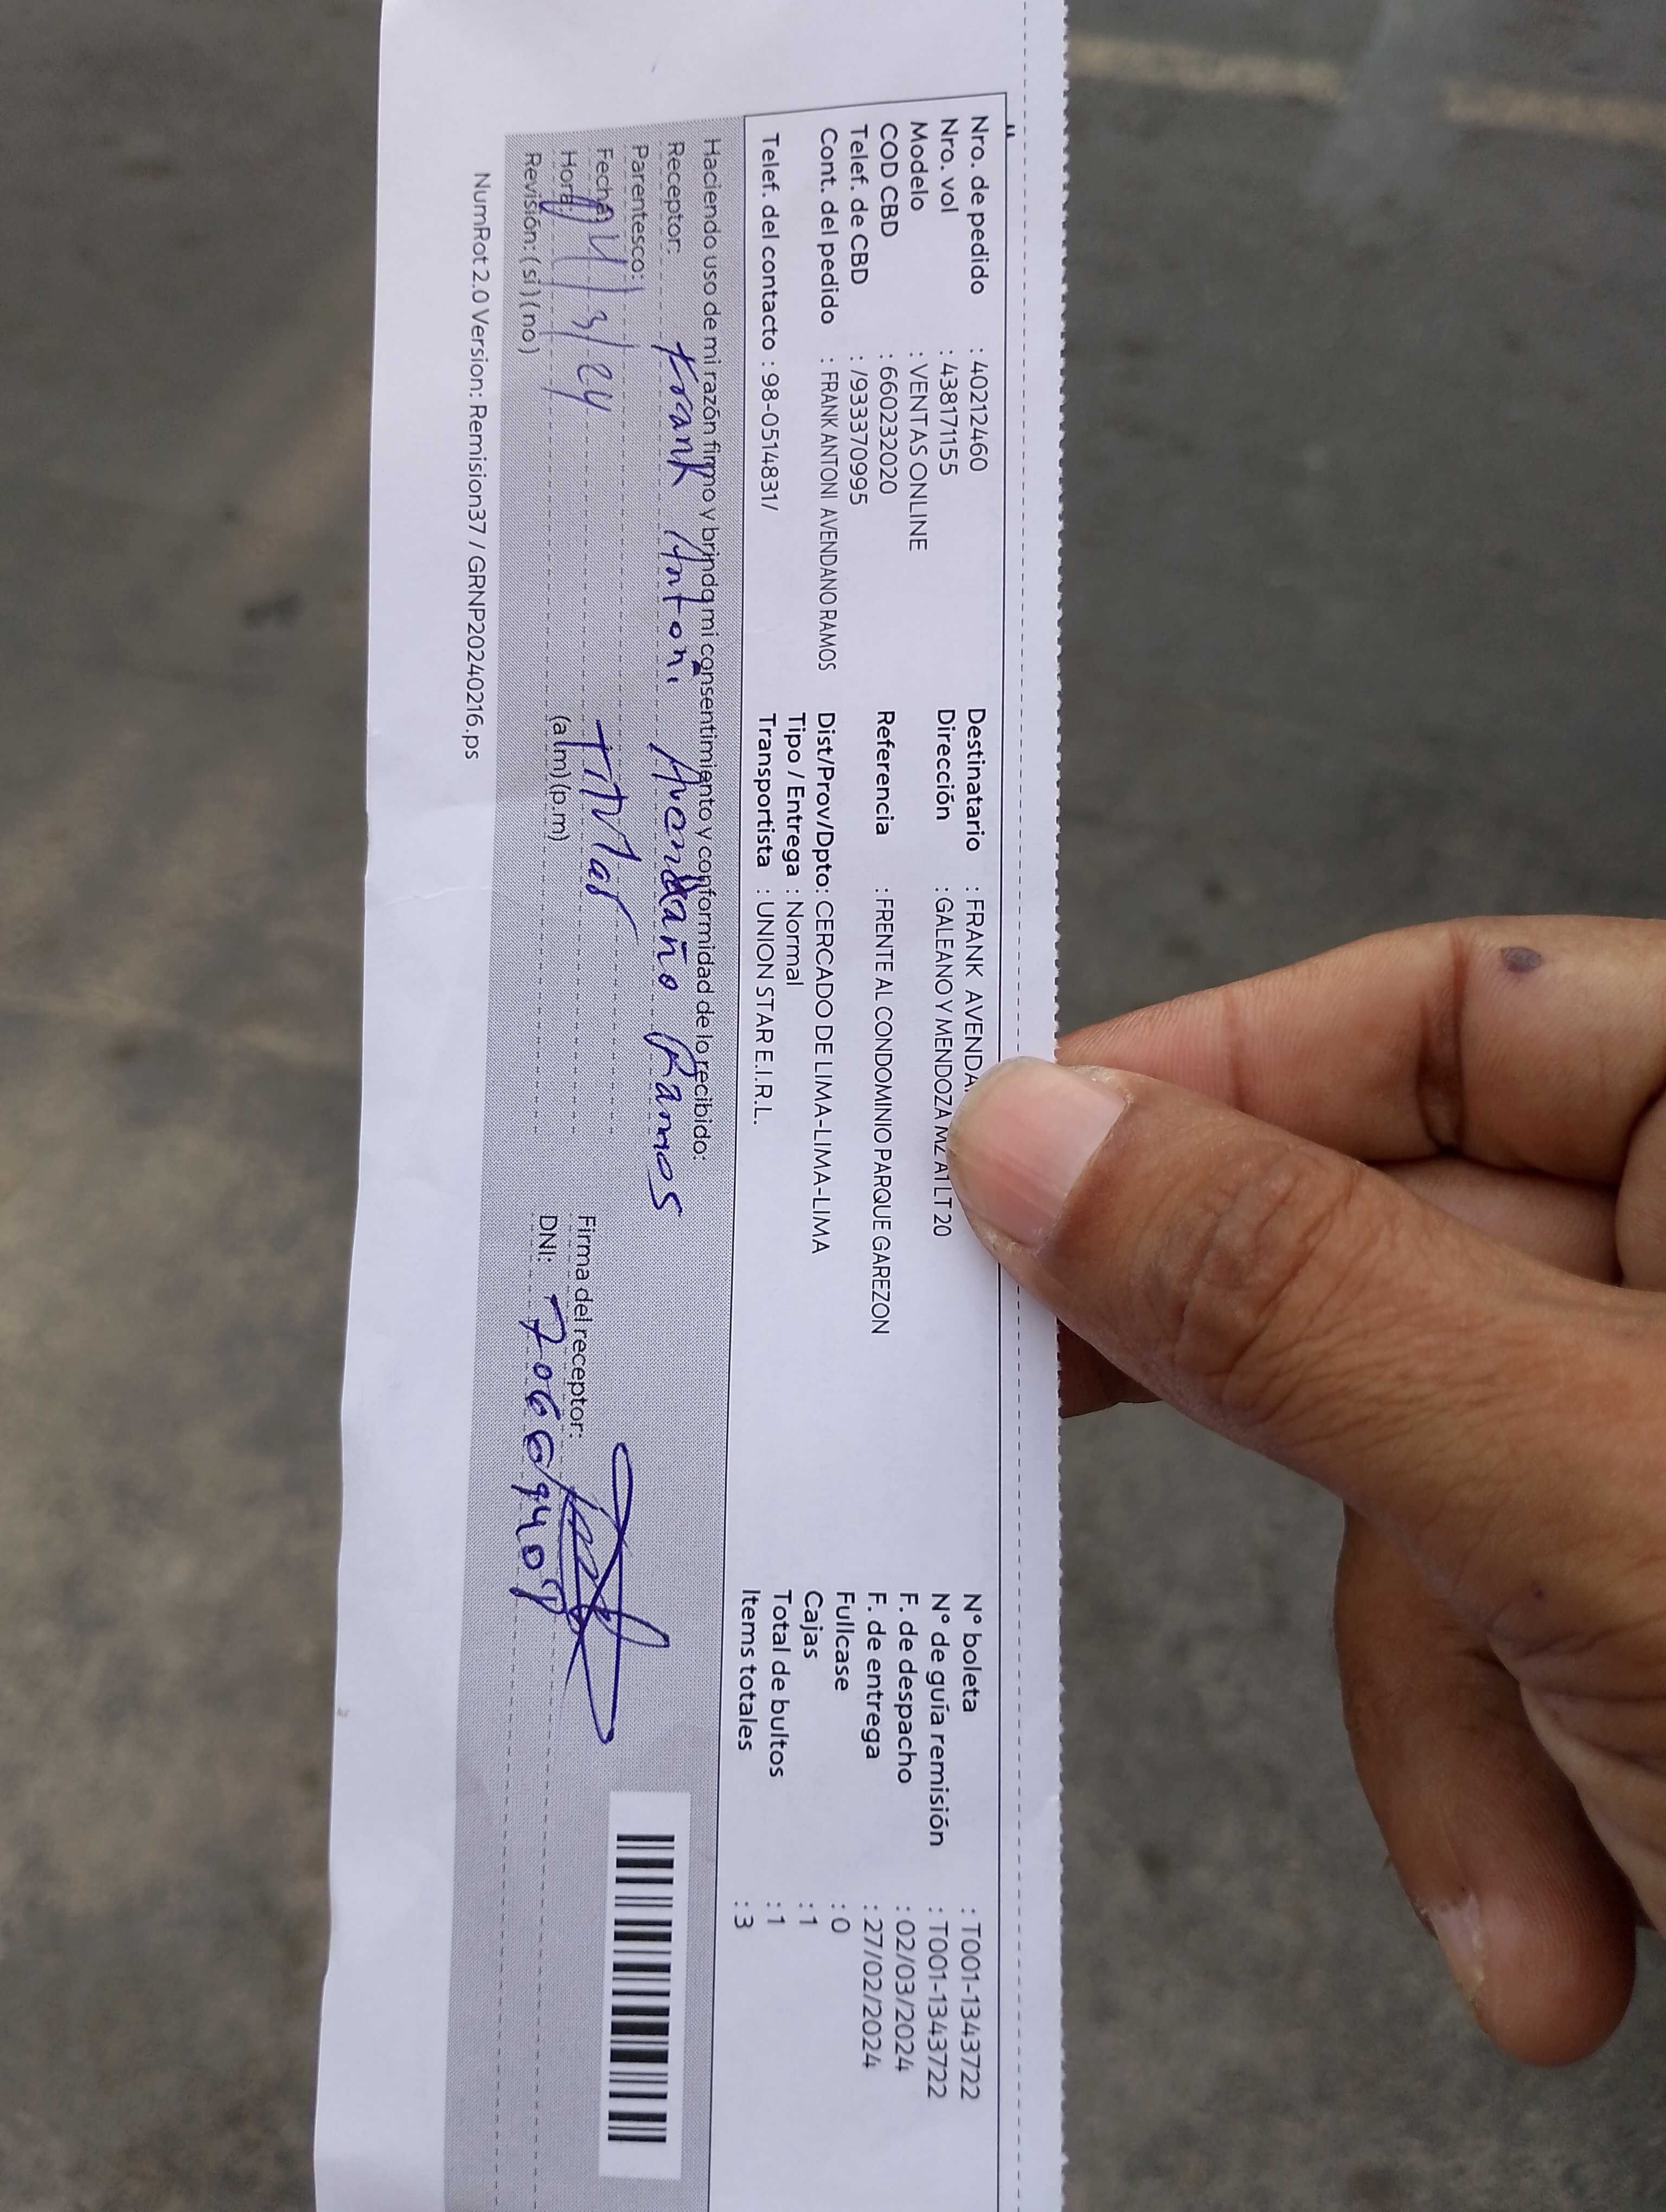 Nro. de pedido : 40212460
Nro. vol : 438171155
Modelo : VENTAS ONLINE
COD CBD : 660232020
Telef. de CBD : /933370995
Cont. del pedido : FRANK ANTONI AVENDANO RAMOS
Telef. del contacto : 98-0514831/
Destinatario : FRANK AVENDA
Dirección : GALEANO Y MENDOZA MZ A1 LT 20
Referencia : FRENTE AL CONDOMINIO PARQUE GAREZON
Dist/Prov/Dpto: CERCADO DE LIMA-LIMA-LIMA
Tipo / Entrega : Normal
Transportista : UNION STAR E.I.R.L.
N° boleta : T001-1343722
N° de guía remisión : T001-1343722
F. de despacho : 02/03/2024
F. de entrega : 27/02/2024
Fullcase : 0
Cajas : 1
Total de bultos : 1
Items totales : 3
Haciendo uso de mi razón firmo y brindo mi consentimiento y conformidad de lo recibido:
Receptor: Frank Antoni Avendaño Ramos
Parentesco: Titular
Fecha: 04/3/24
Hora: (a.m) (p.m)
Revisión: ( si ) ( no )
Firma del receptor:
DNI: 70669408
NumRot 2.0 Version: Remision37 / GRNP20240216.ps